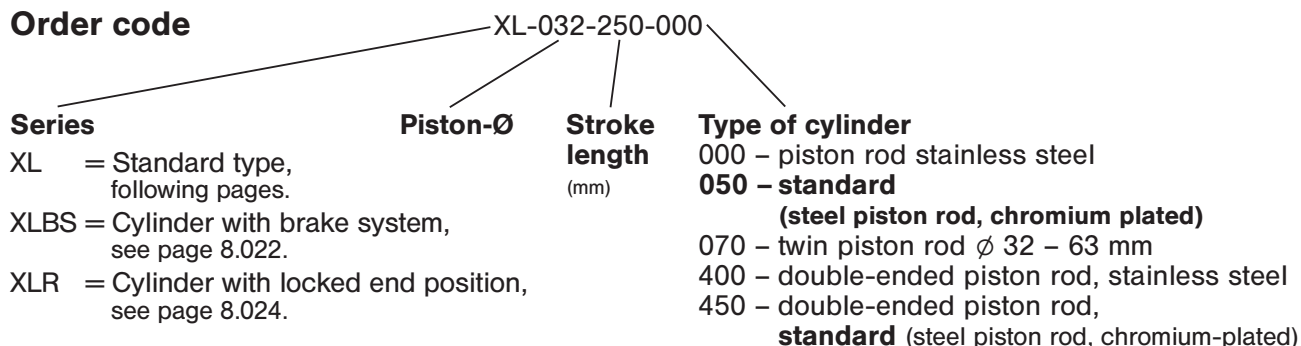 Order code
XL-032-250-000
Series
XL = Standard type,
following pages.
XLBS = Cylinder with brake system,
see page 8.022.
XLR = Cylinder with locked end position,
see page 8.024.
Piston-Ø
Stroke
length
(mm)
Type of cylinder
000 – piston rod stainless steel
050 – standard
(steel piston rod, chromium plated)
070 – twin piston rod ∅ 32 – 63 mm
400 – double-ended piston rod, stainless steel
450 – double-ended piston rod,
standard (steel piston rod, chromium-plated)